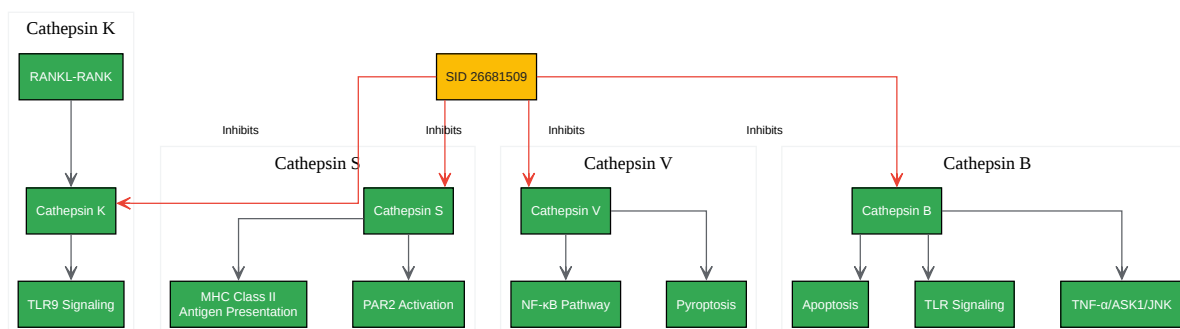 Cathepsin K
RANKL-RANK
SID 26681509
Inhibits
Inhibits
Inhibits
Inhibits
Cathepsin S
Cathepsin V
Cathepsin B
Cathepsin K
Cathepsin S
Cathepsin V
Cathepsin B
TLR9 Signaling
MHC Class II
Antigen Presentation
PAR2 Activation
NF-κB Pathway
Pyroptosis
Apoptosis
TLR Signaling
TNF-α/ASK1/JNK